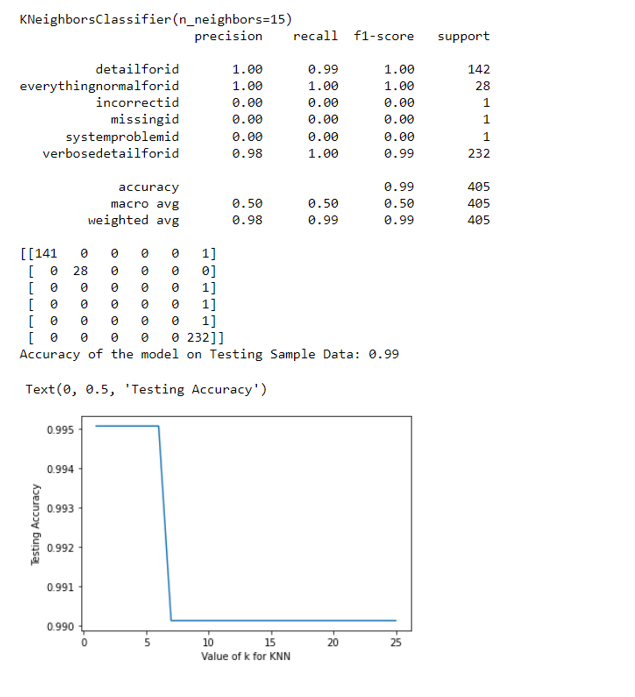 KNeighborsClassifier(n_neighbors=15)
precision recall f1-score support
detailforid 1.00 0.99 1.00 142
everythingnormalforid 1.00 1.00 1.00 28
incorrectid 0.00 0.00 0.00 1
missingid 0.00 0.00 0.00 1
systemproblemid 0.00 0.00 0.00 1
verbosedetailforid 0.98 1.00 0.99 232
accuracy 0.99 405
macro avg 0.50 0.50 0.50 405
weighted avg 0.98 0.99 0.99 405
[[141 0 0 0 0 1]
[ 0 28 0 0 0 0]
[ 0 0 0 0 0 1]
[ 0 0 0 0 0 1]
[ 0 0 0 0 0 1]
[ 0 0 0 0 0 232]]
Accuracy of the model on Testing Sample Data: 0.99
Text(0, 0.5, 'Testing Accuracy')
0.995
0.994
0.993
0.992
0.991
0.990
Testing Accuracy
0 5 10 15 20 25
Value of k for KNN